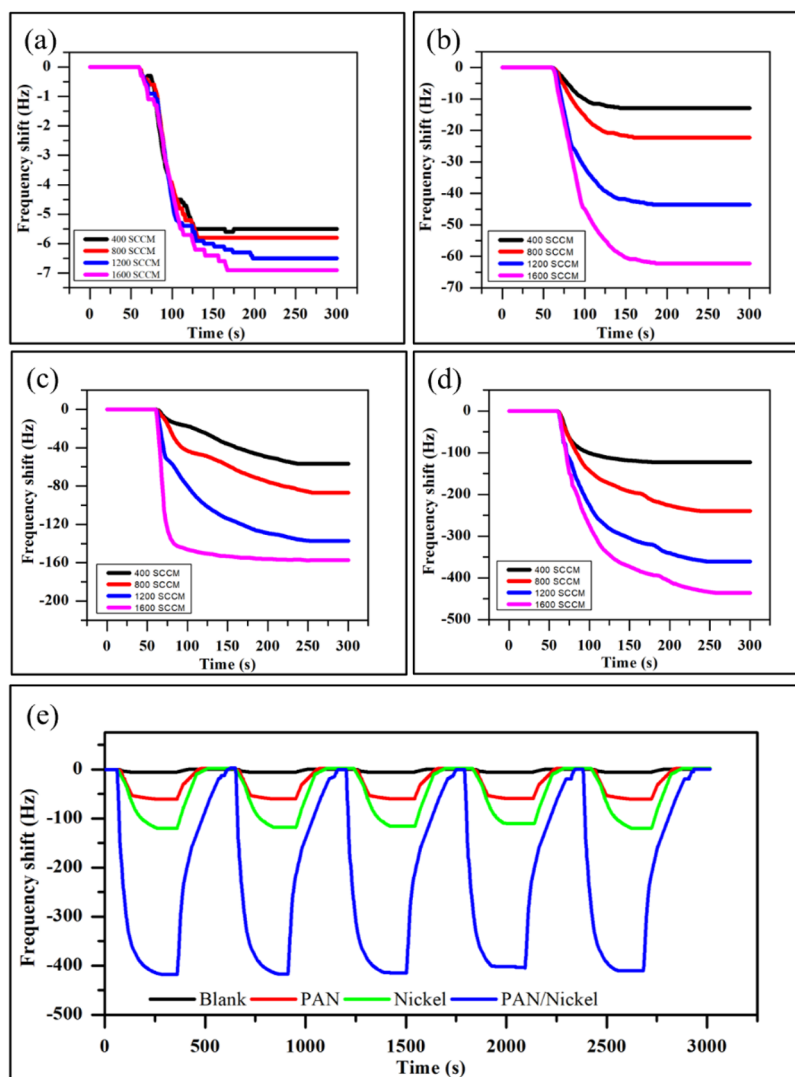 (a)
Frequency shift (Hz)
0
-1
-2
-3
-4
-5
-6
-7
400 SCCM
800 SCCM
1200 SCCM
1600 SCCM
0 50 100 150 200 250 300
Time (s)
(b)
Frequency shift (Hz)
0
-10
-20
-30
-40
-50
-60
-70
400 SCCM
800 SCCM
1200 SCCM
1600 SCCM
0 50 100 150 200 250 300
Time (s)
(c)
Frequency shift (Hz)
0
-40
-80
-120
-160
-200
400 SCCM
800 SCCM
1200 SCCM
1600 SCCM
0 50 100 150 200 250 300
Time (s)
(d)
Frequency shift (Hz)
0
-100
-200
-300
-400
-500
400 SCCM
800 SCCM
1200 SCCM
1600 SCCM
0 50 100 150 200 250 300
Time (s)
(e)
Frequency shift (Hz)
0
-100
-200
-300
-400
-500
Blank PAN Nickel PAN/Nickel
0 500 1000 1500 2000 2500 3000
Time (s)